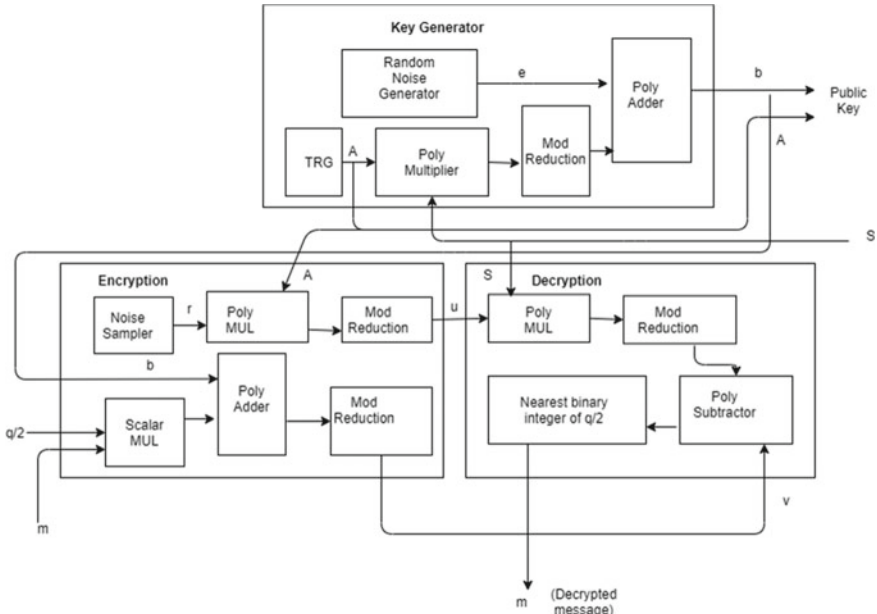 Key Generator
Random
Noise
Generator
e
Poly
Adder
b
Public
Key
A
TRG
A
Poly
Multiplier
Mod
Reduction
S
Encryption
A
Noise
Sampler
r
Poly
MUL
Mod
Reduction
u
b
Poly
Adder
Mod
Reduction
q/2
Scalar
MUL
m
Decryption
S
Poly
MUL
Mod
Reduction
Nearest binary
integer of q/2
Poly
Subtractor
v
m
(Decrypted
message)